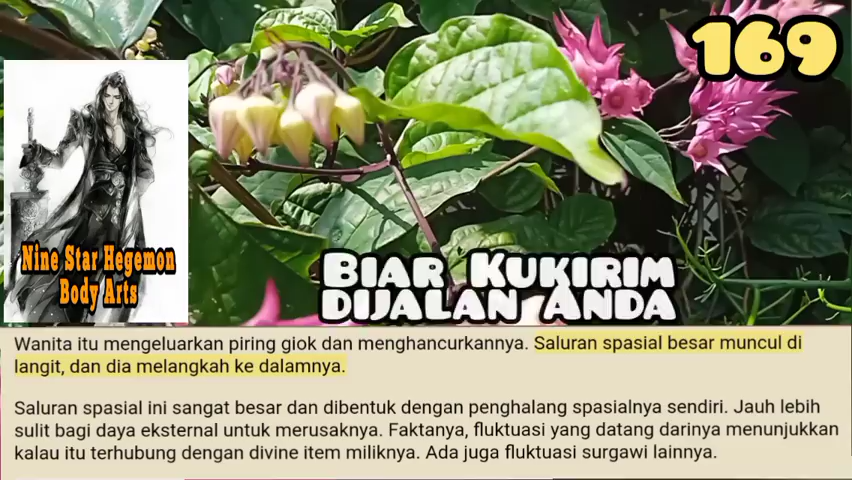 169
Nine Star Hegemon
Body Arts
BIAR KUKIRIM
DIJALAN ANDA
Wanita itu mengeluarkan piring giok dan menghancurkannya. Saluran spasial besar muncul di
langit, dan dia melangkah ke dalamnya.
Saluran spasial ini sangat besar dan dibentuk dengan penghalang spasialnya sendiri. Jauh lebih
sulit bagi daya eksternal untuk merusaknya. Faktanya, fluktuasi yang datang darinya menunjukkan
kalau itu terhubung dengan divine item miliknya. Ada juga fluktuasi surgawi lainnya.